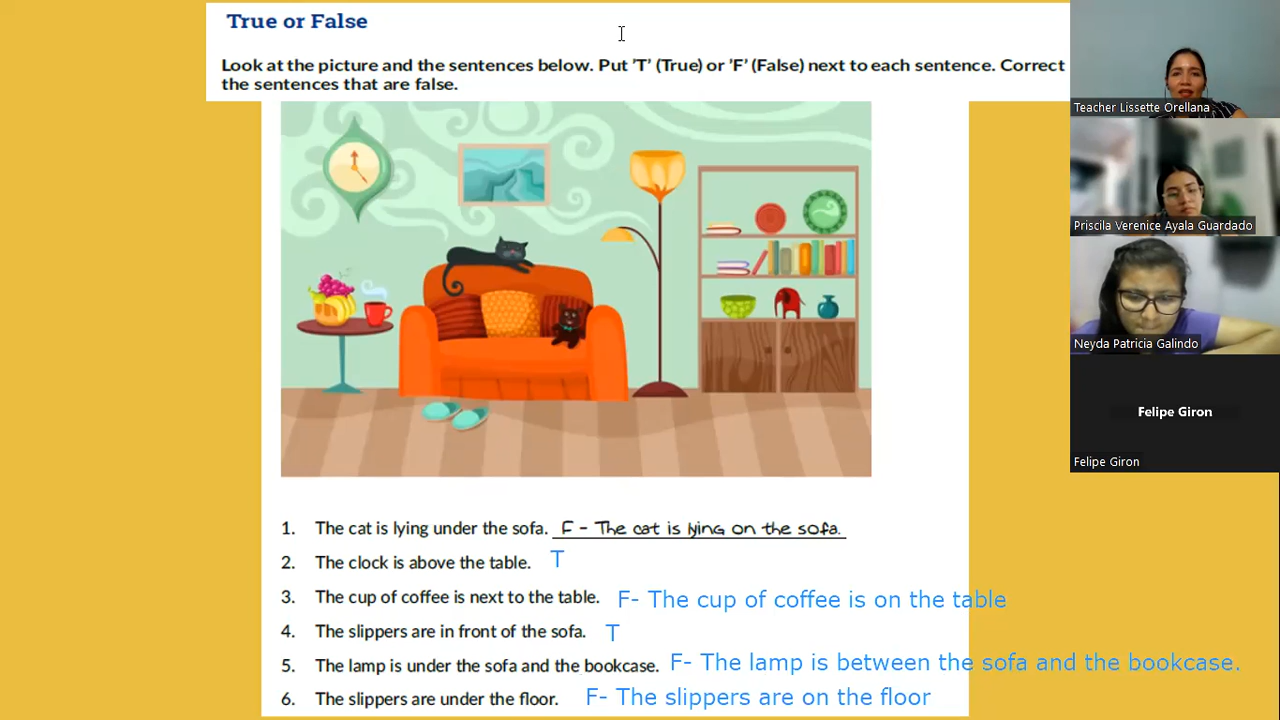 True or False
Look at the picture and the sentences below. Put 'T' (True) or 'F' (False) next to each sentence. Correct
the sentences that are false.
1. The cat is lying under the sofa. F - The cat is lying on the sofa.
2. The clock is above the table. T
3. The cup of coffee is next to the table. F- The cup of coffee is on the table
4. The slippers are in front of the sofa. T
5. The lamp is under the sofa and the bookcase. F- The lamp is between the sofa and the bookcase.
6. The slippers are under the floor. F- The slippers are on the floor
Teacher Lissette Orellana
Priscila Verenice Ayala Guardado
Neyda Patricia Galindo
Felipe Giron
Felipe Giron